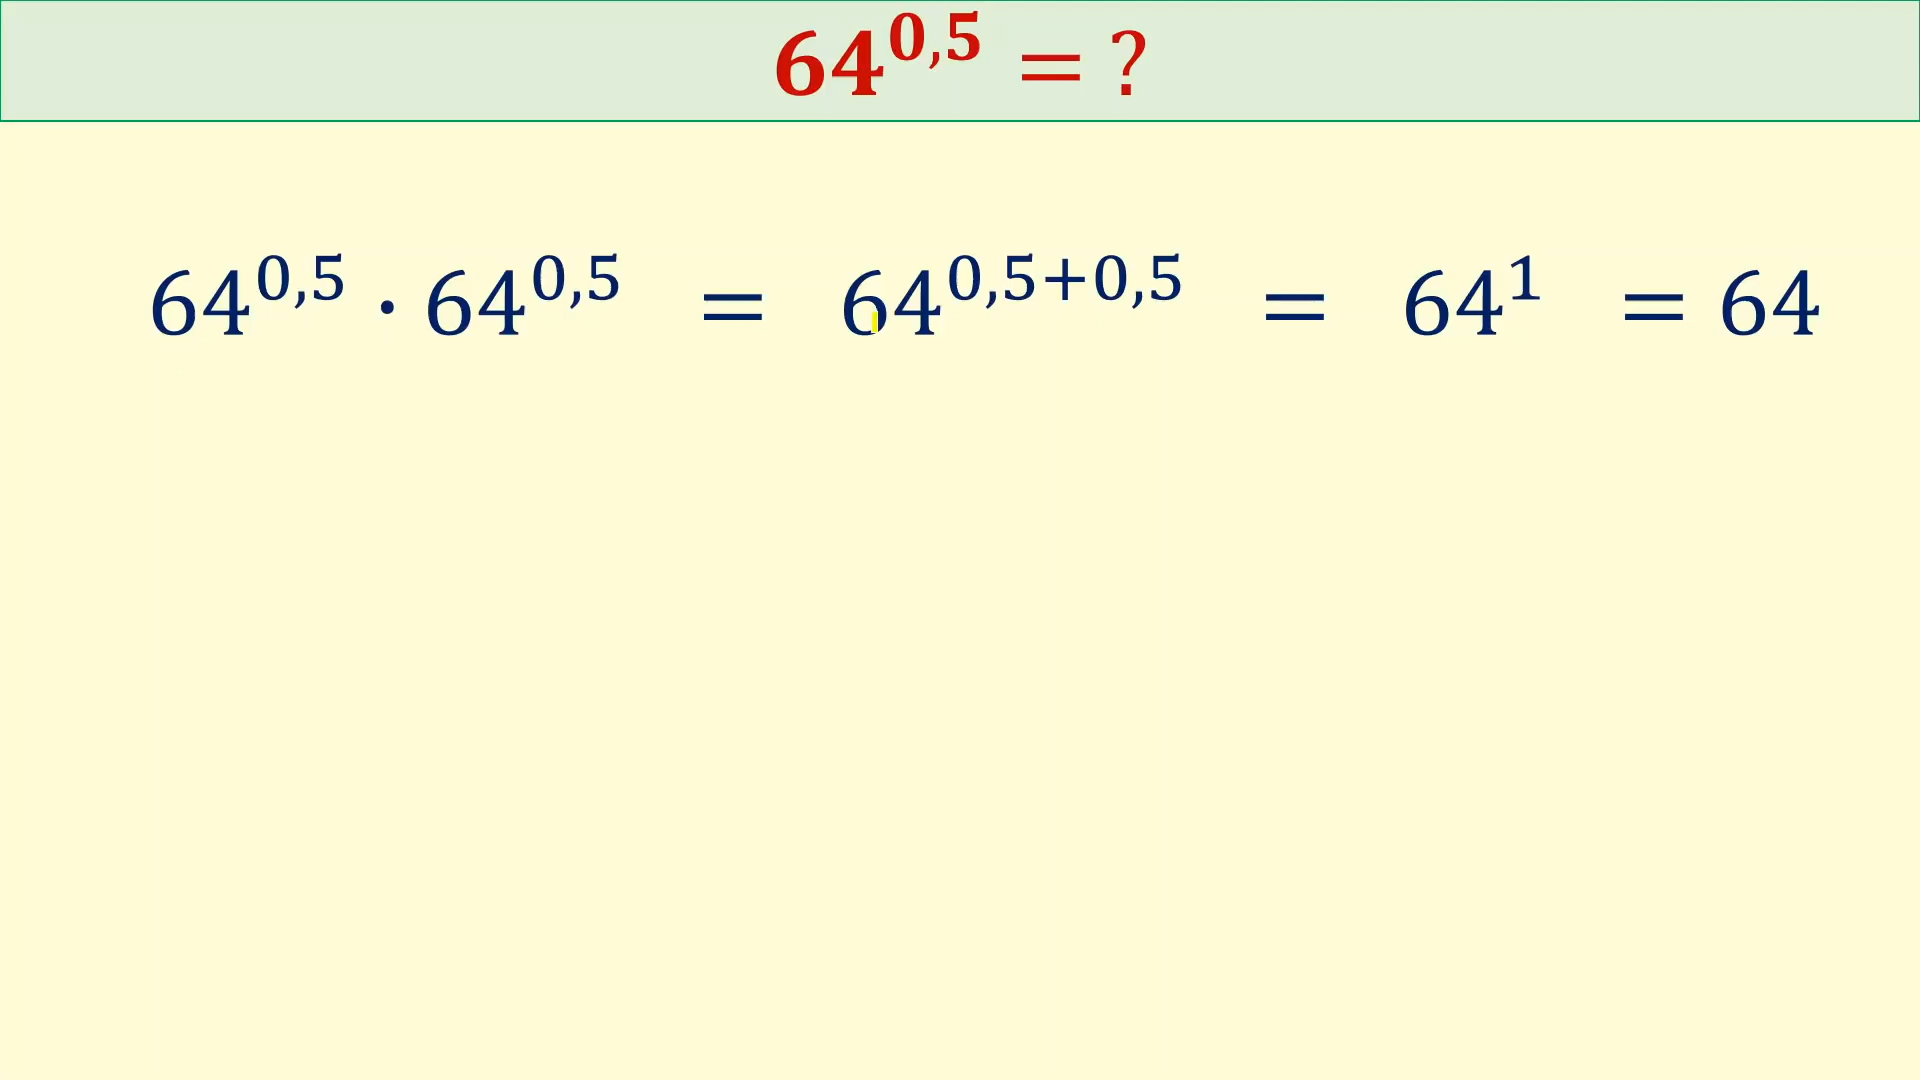 64^{0,5} = ?
64^{0,5} · 64^{0,5} = 64^{0,5+0,5} = 64^1 = 64